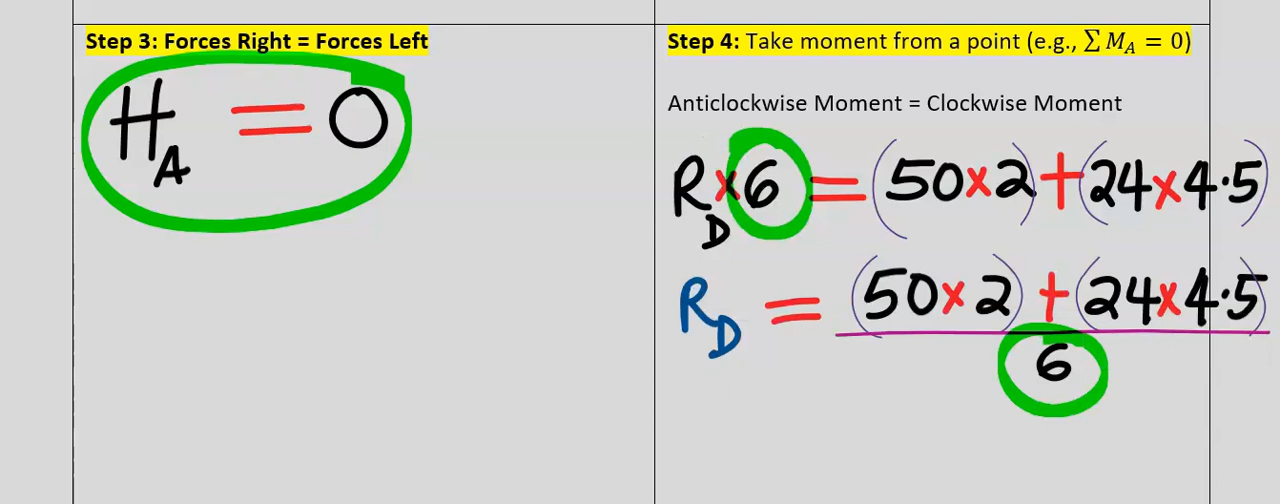 Step 3: Forces Right = Forces Left
H_A = 0
Step 4: Take moment from a point (e.g., ∑ M_A = 0)
Anticlockwise Moment = Clockwise Moment
R_D × 6 = (50 × 2) + (24 × 4.5)
R_D = (50 × 2) + (24 × 4.5)
6